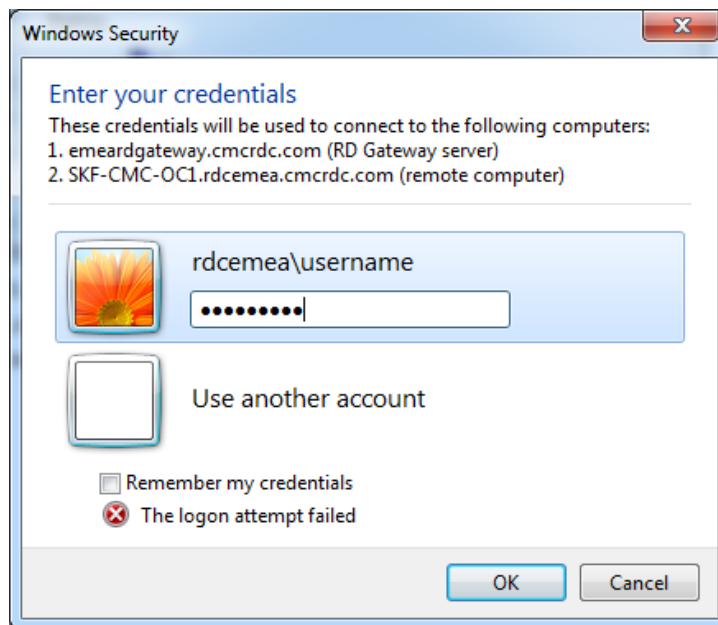 Windows Security
Enter your credentials
These credentials will be used to connect to the following computers:
1. emeardgateway.cmcrdc.com (RD Gateway server)
2. SKF-CMC-OC1.rdcemea.cmcrdc.com (remote computer)
rdcemea\username
•••••••••
Use another account
Remember my credentials
The logon attempt failed
OK Cancel